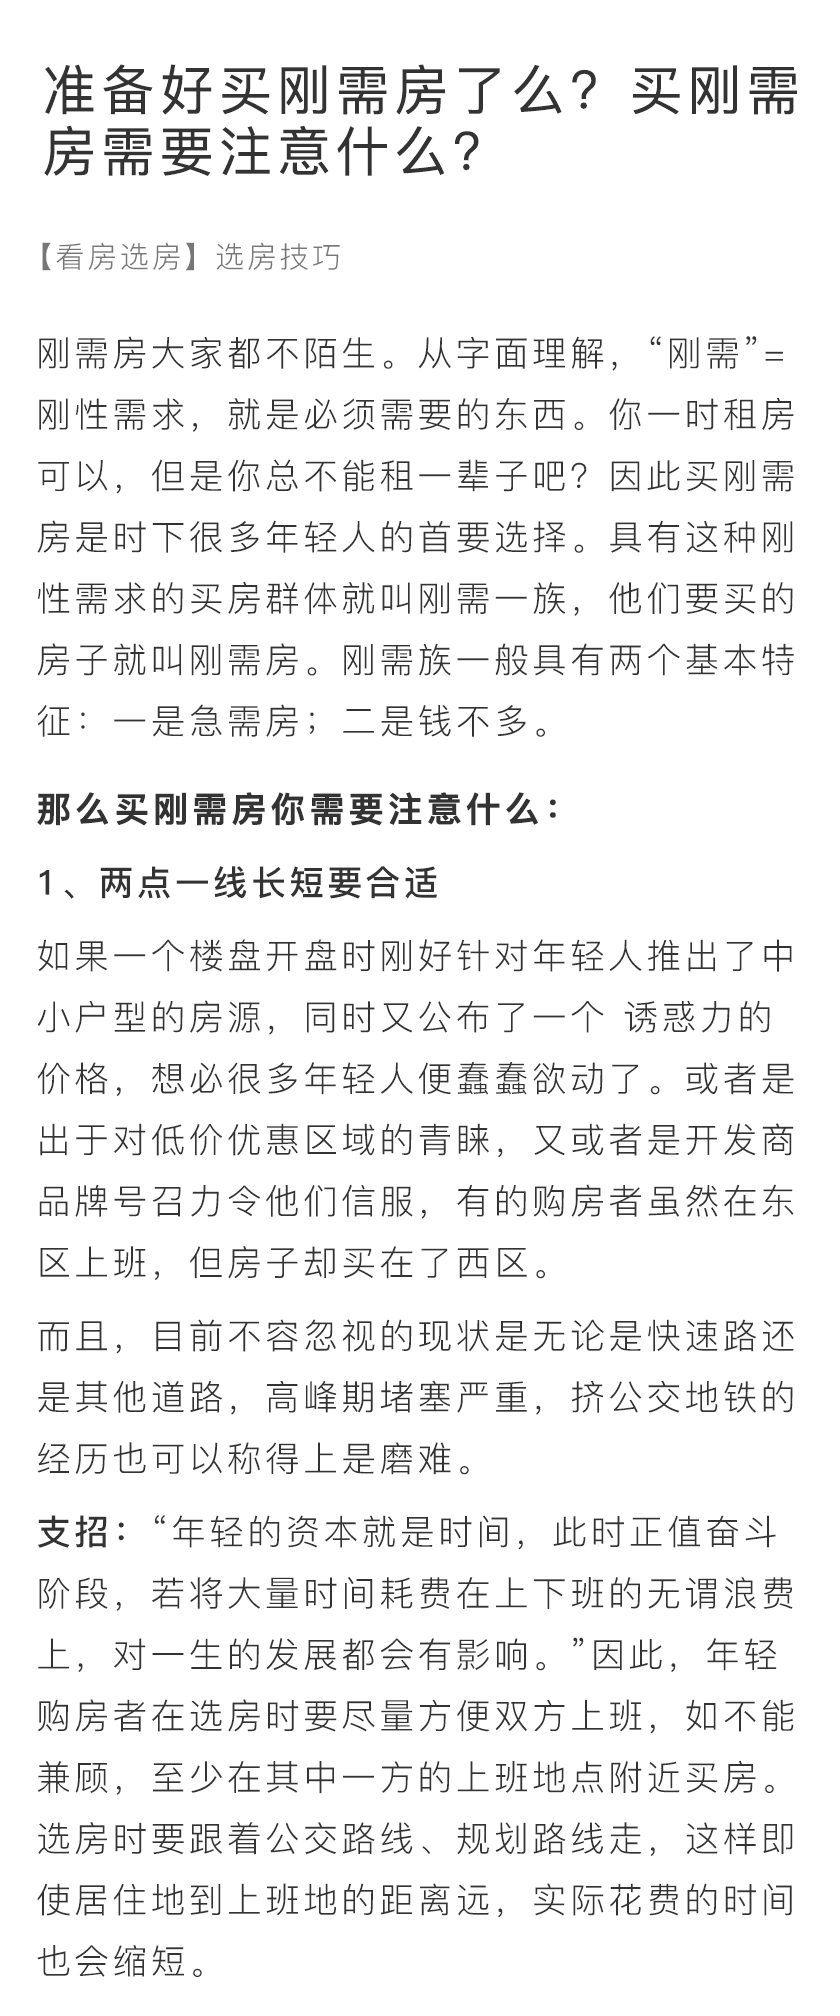 准备好买刚需房了么？买刚需
房需要注意什么？
【看房选房】选房技巧
刚需房大家都不陌生。从字面理解，“刚需”=
刚性需求，就是必须需要的东西。你一时租房
可以，但是你总不能租一辈子吧？因此买刚需
房是时下很多年轻人的首要选择。具有这种刚
性需求的买房群体就叫刚需一族，他们要买的
房子就叫刚需房。刚需族一般具有两个基本特
征：一是急需房；二是钱不多。
那么买刚需房你需要注意什么：
1、两点一线长短要合适
如果一个楼盘开盘时刚好针对年轻人推出了中
小户型的房源，同时又公布了一个 诱惑力的
价格，想必很多年轻人便蠢蠢欲动了。或者是
出于对低价优惠区域的青睐，又或者是开发商
品牌号召力令他们信服，有的购房者虽然在东
区上班，但房子却买在了西区。
而且，目前不容忽视的现状是无论是快速路还
是其他道路，高峰期堵塞严重，挤公交地铁的
经历也可以称得上是磨难。
支招：“年轻的资本就是时间，此时正值奋斗
阶段，若将大量时间耗费在上下班的无谓浪费
上，对一生的发展都会有影响。”因此，年轻
购房者在选房时要尽量方便双方上班，如不能
兼顾，至少在其中一方的上班地点附近买房。
选房时要跟着公交路线、规划路线走，这样即
使居住地到上班地的距离远，实际花费的时间
也会缩短。